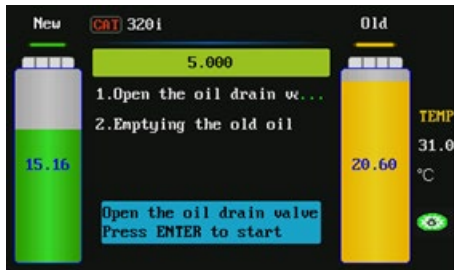 New
CAT 320i
Old
5.000
1.Open the oil drain v...
2.Emptying the old oil
TEMP
31.0
°C
15.16
20.60
Open the oil drain valve
Press ENTER to start